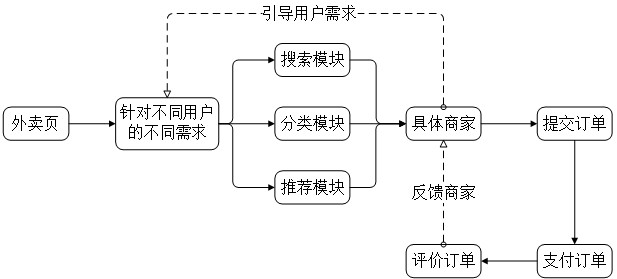 引导用户需求
搜索模块
外卖页
针对不同用户
的不同需求
分类模块
具体商家
提交订单
推荐模块
反馈商家
评价订单
支付订单